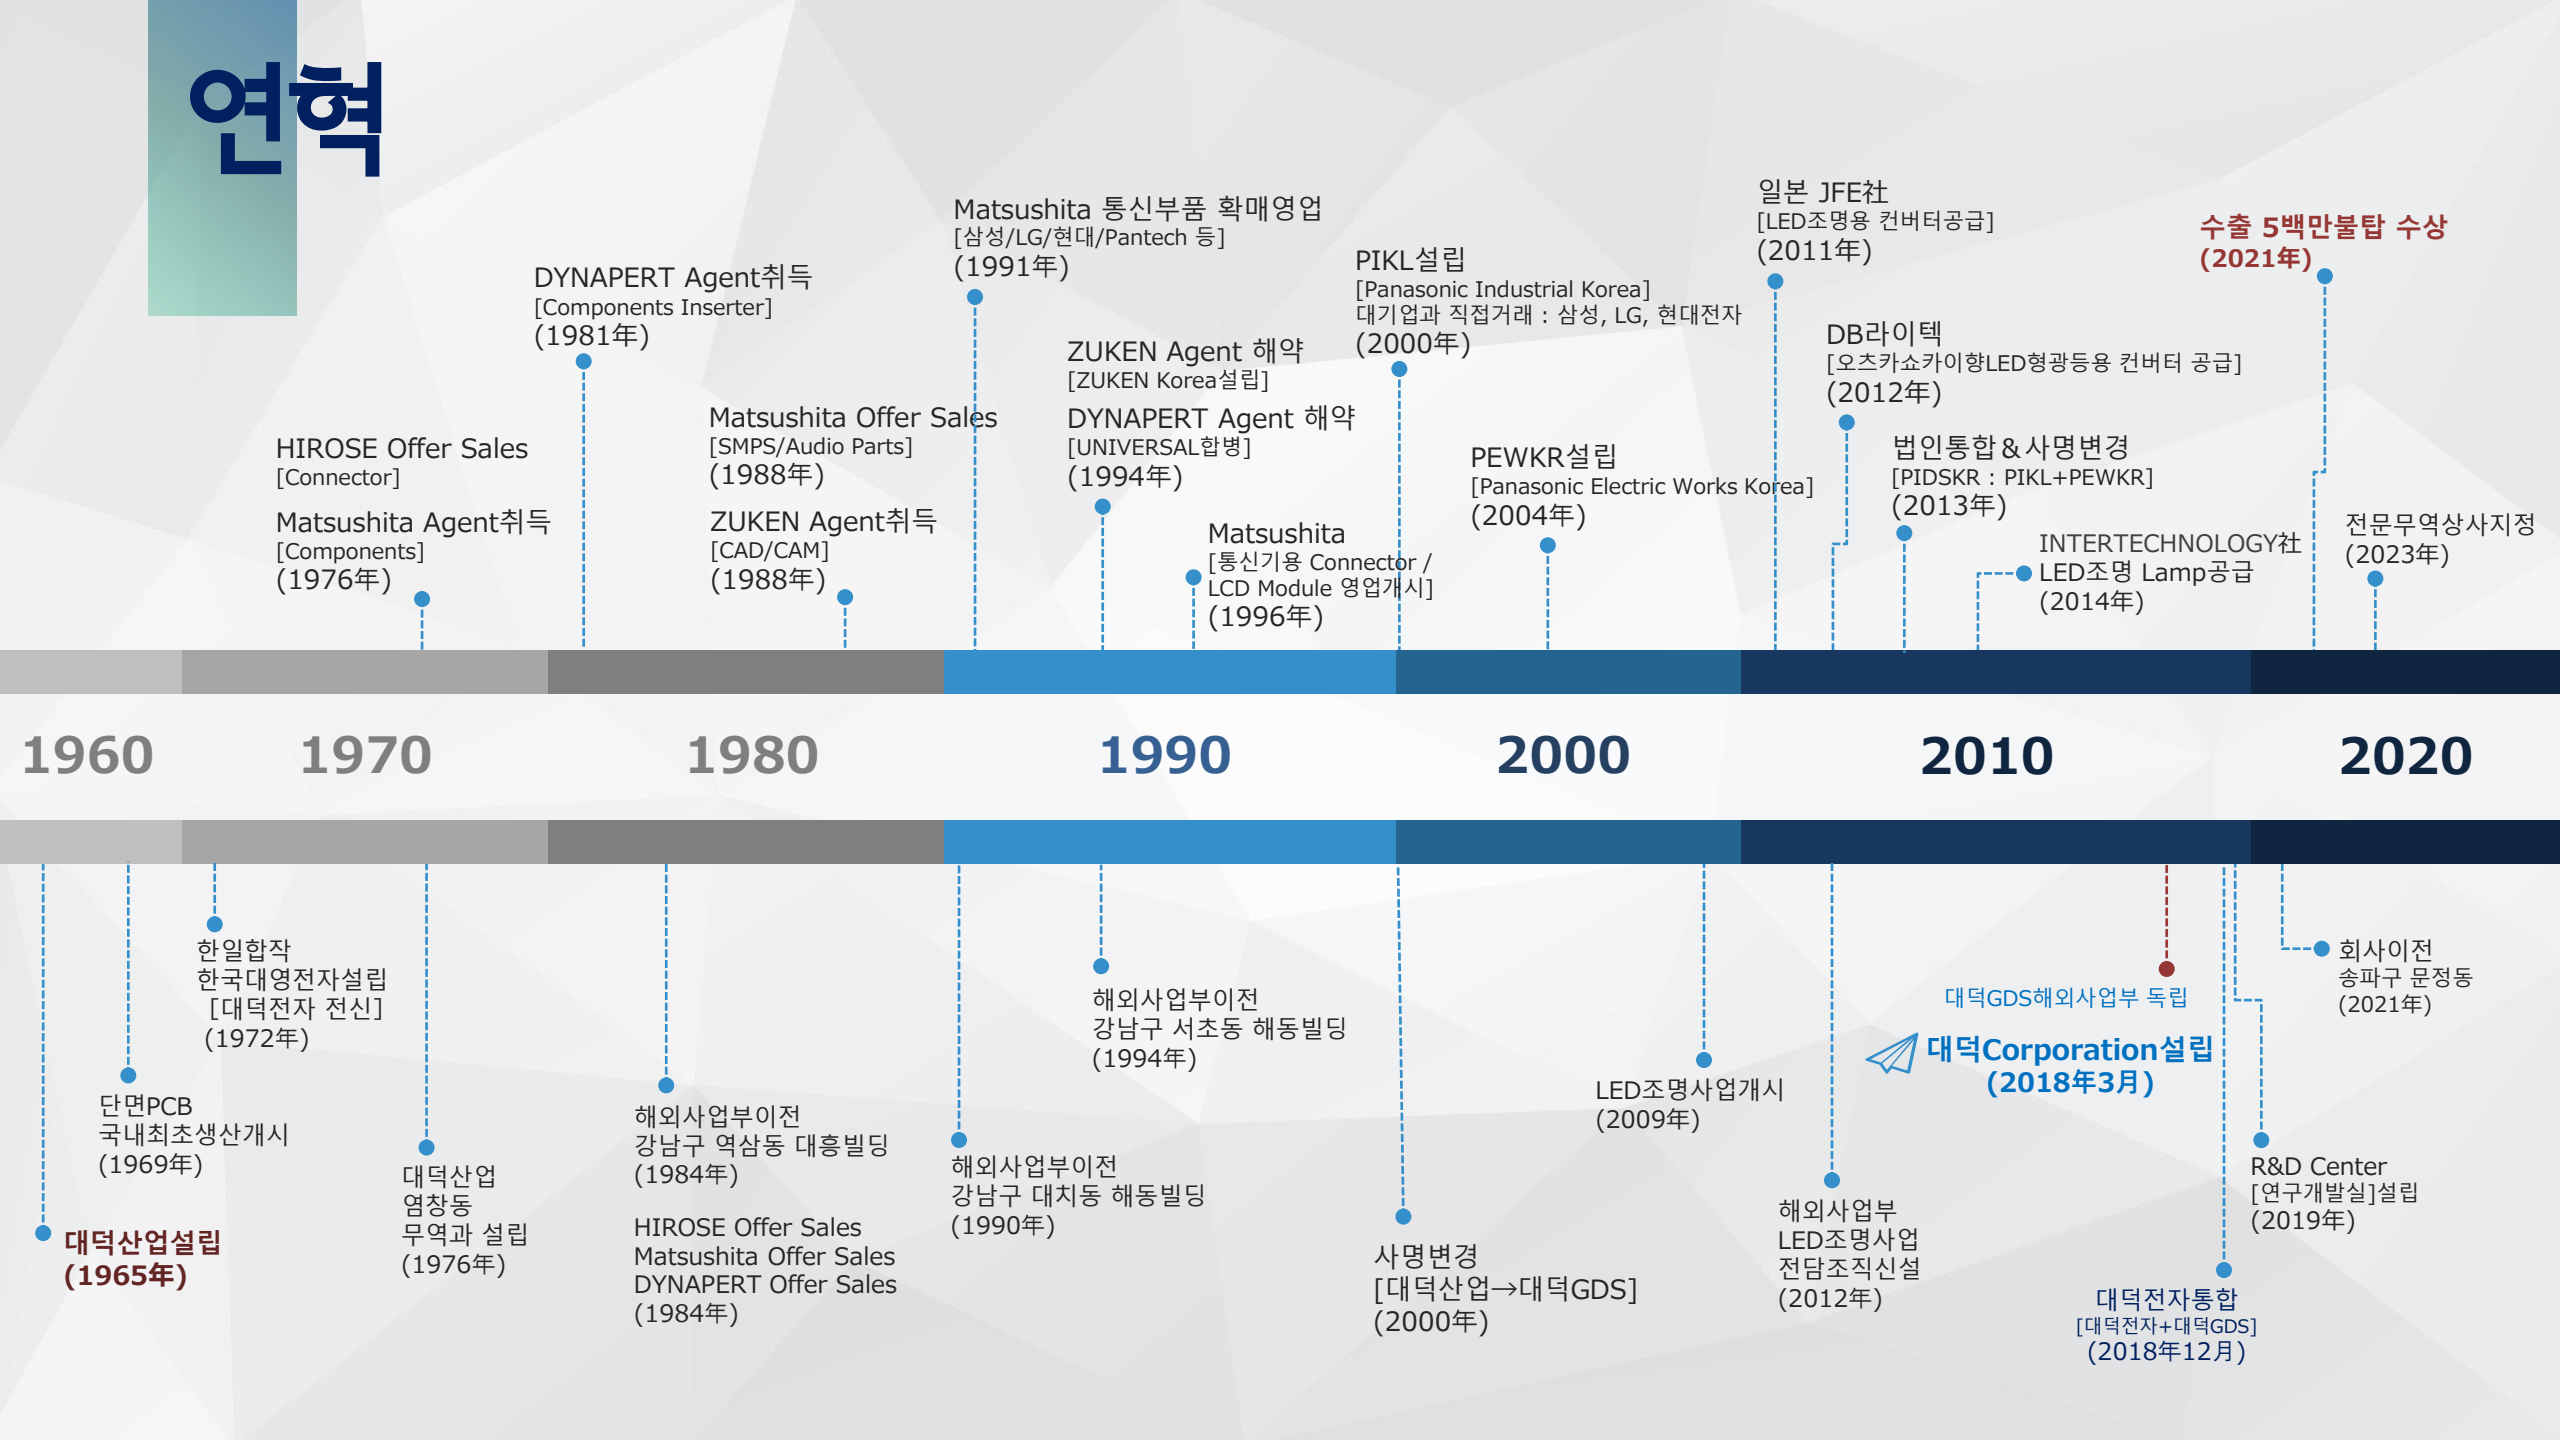 연혁
HIROSE Offer Sales
[Connector]
Matsushita Agent취득
[Components]
(1976年)
DYNAPERT Agent취득
[Components Inserter]
(1981年)
Matsushita Offer Sales
[SMPS/Audio Parts]
(1988年)
ZUKEN Agent취득
[CAD/CAM]
(1988年)
Matsushita 통신부품 확매영업
[삼성/LG/현대/Pantech 등]
(1991年)
ZUKEN Agent 해약
[ZUKEN Korea설립]
DYNAPERT Agent 해약
[UNIVERSAL합병]
(1994年)
Matsushita
[통신기용 Connector /
LCD Module 영업개시]
(1996年)
PIKL설립
[Panasonic Industrial Korea]
대기업과 직접거래 : 삼성, LG, 현대전자
(2000年)
PEWKR설립
[Panasonic Electric Works Korea]
(2004年)
일본 JFE社
[LED조명용 컨버터공급]
(2011年)
DB라이텍
[오츠카쇼카이향LED형광등용 컨버터 공급]
(2012年)
법인통합＆사명변경
[PIDSKR : PIKL+PEWKR]
(2013年)
INTERTECHNOLOGY社
LED조명 Lamp공급
(2014年)
수출 5백만불탑 수상
(2021年)
전문무역상사지정
(2023年)
1960
1970
1980
1990
2000
2010
2020
대덕산업설립
(1965年)
단면PCB
국내최초생산개시
(1969年)
한일합작
한국대영전자설립
[대덕전자 전신]
(1972年)
대덕산업
염창동
무역과 설립
(1976年)
해외사업부이전
강남구 역삼동 대흥빌딩
(1984年)
HIROSE Offer Sales
Matsushita Offer Sales
DYNAPERT Offer Sales
(1984年)
해외사업부이전
강남구 대치동 해동빌딩
(1990年)
해외사업부이전
강남구 서초동 해동빌딩
(1994年)
사명변경
[대덕산업→대덕GDS]
(2000年)
LED조명사업개시
(2009年)
해외사업부
LED조명사업
전담조직신설
(2012年)
대덕GDS해외사업부 독립
대덕Corporation설립
(2018年3月)
대덕전자통합
[대덕전자+대덕GDS]
(2018年12月)
R&D Center
[연구개발실]설립
(2019年)
회사이전
송파구 문정동
(2021年)